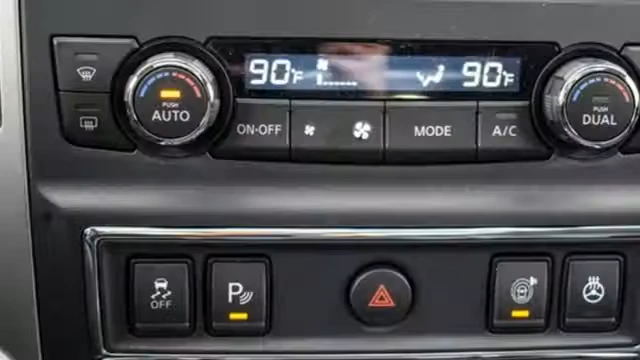 90°F 90°F
PUSH
AUTO
ON·OFF
MODE
A/C
PUSH
DUAL
OFF
P